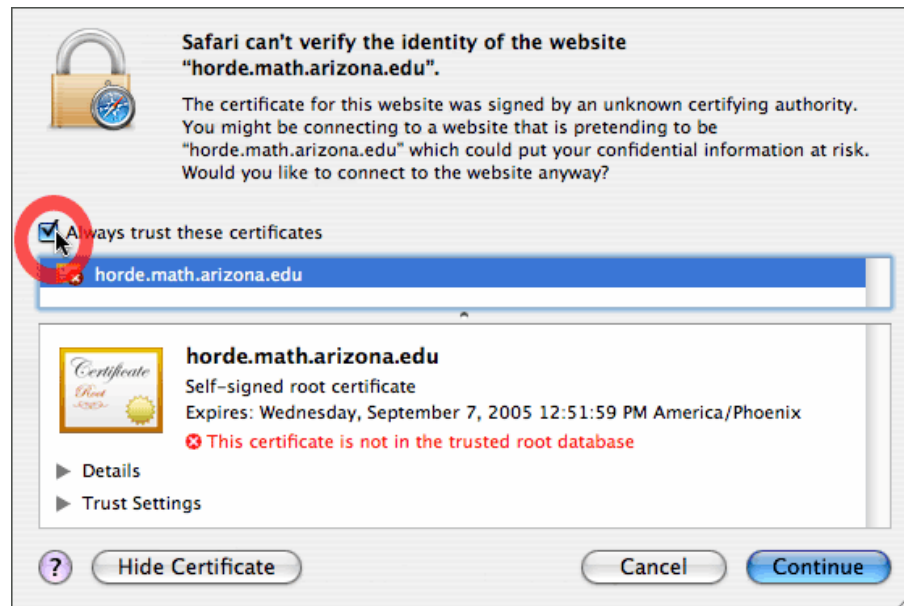 Safari can't verify the identity of the website
“horde.math.arizona.edu”.
The certificate for this website was signed by an unknown certifying authority.
You might be connecting to a website that is pretending to be
“horde.math.arizona.edu” which could put your confidential information at risk.
Would you like to connect to the website anyway?
Always trust these certificates
horde.math.arizona.edu
Certificate
Root
horde.math.arizona.edu
Self-signed root certificate
Expires: Wednesday, September 7, 2005 12:51:59 PM America/Phoenix
This certificate is not in the trusted root database
Details
Trust Settings
? Hide Certificate Cancel Continue